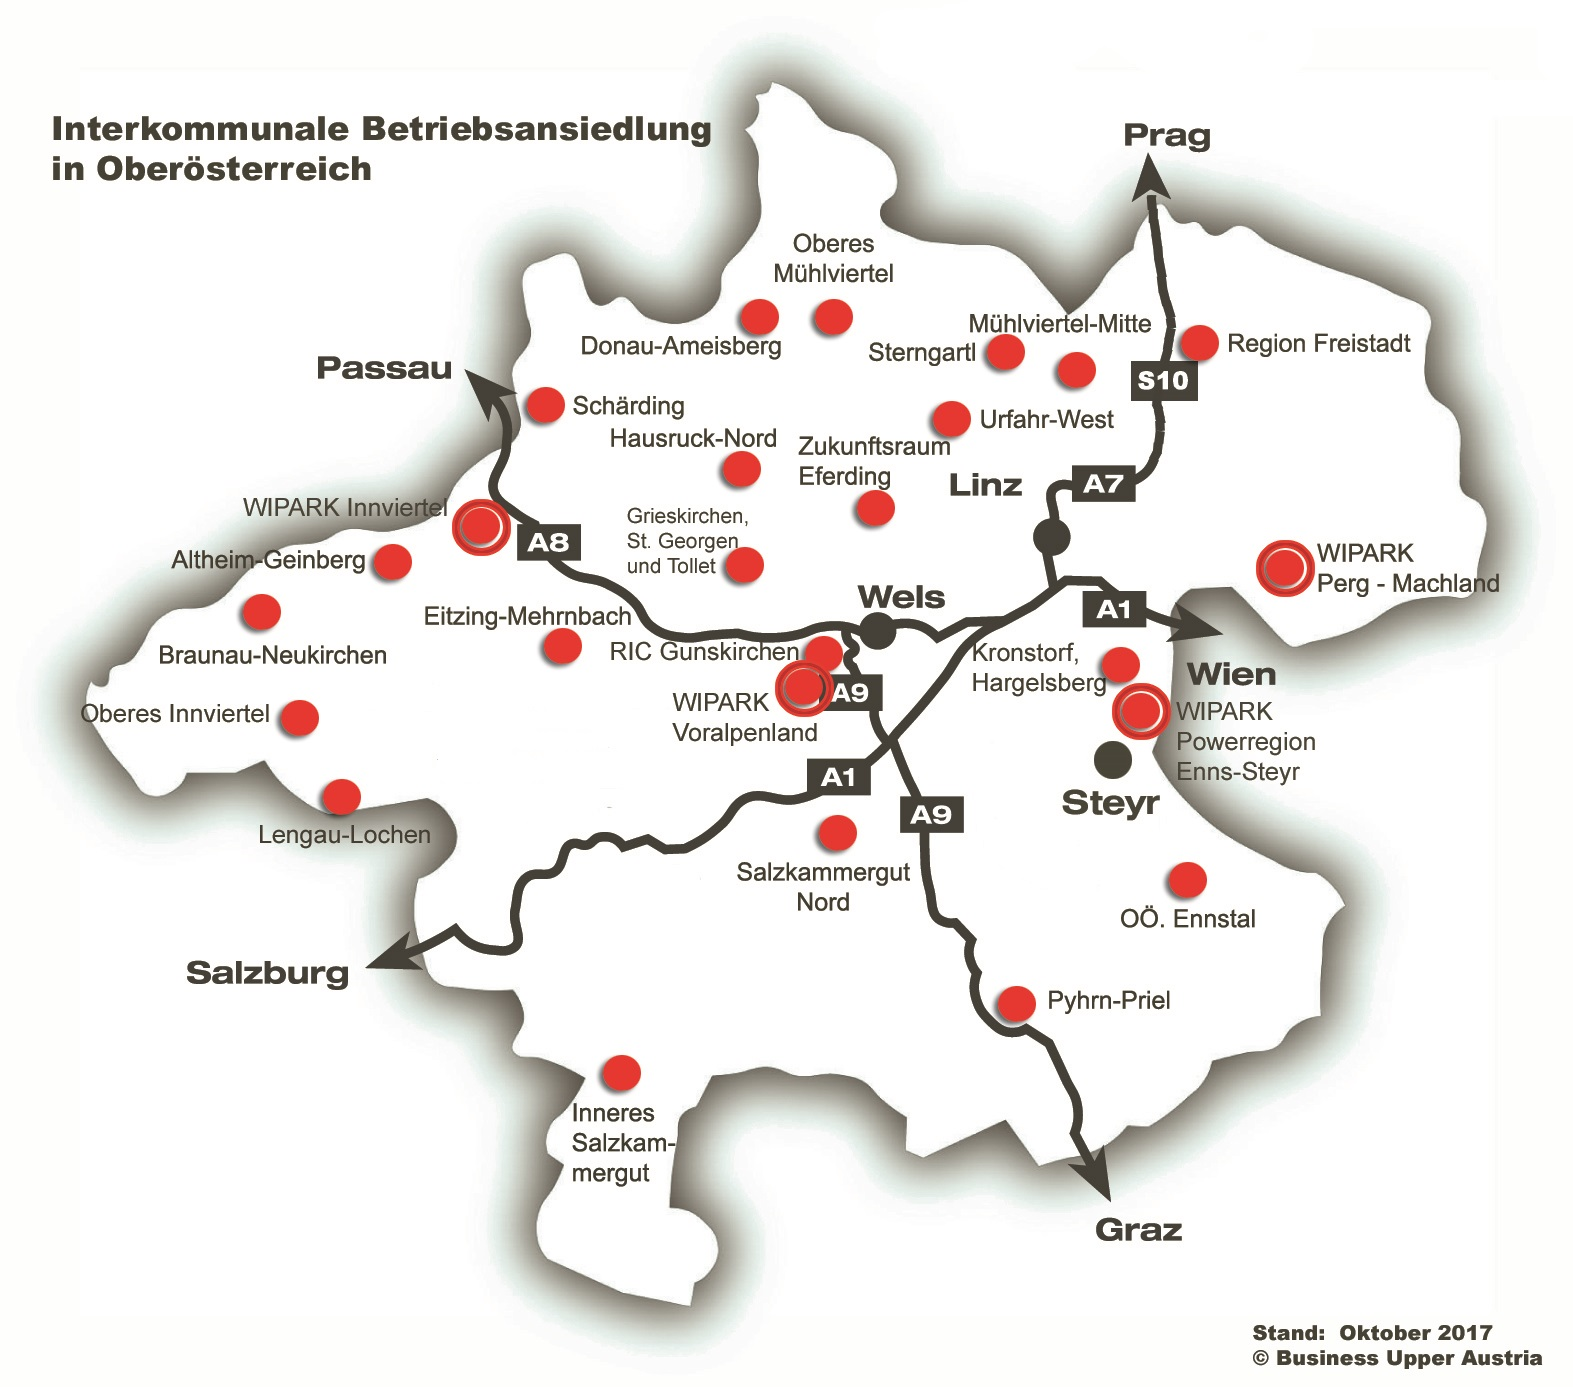 Interkommunale Betriebsansiedlung
in Oberösterreich
Prag
Oberes
Mühlviertel
Donau-Ameisberg
Mühlviertel-Mitte
Sterngartl
Region Freistadt
Passau
S10
Schärding
Urfahr-West
Hausruck-Nord
Zukunftsraum
Eferding
Linz
A7
WIPARK Innviertel
Grieskirchen,
St. Georgen
und Tollet
A8
Altheim-Geinberg
WIPARK
Perg - Machland
Wels
A1
Eitzing-Mehrnbach
Braunau-Neukirchen
RIC Gunskirchen
Kronstorf,
Hargelsberg
Wien
A9
WIPARK
Voralpenland
Oberes Innviertel
WIPARK
Powerregion
Enns-Steyr
A1
Steyr
A9
Lengau-Lochen
Salzkammergut
Nord
OÖ. Ennstal
Salzburg
Pyhrn-Priel
Inneres
Salzkam-
mergut
Graz
Stand: Oktober 2017
© Business Upper Austria